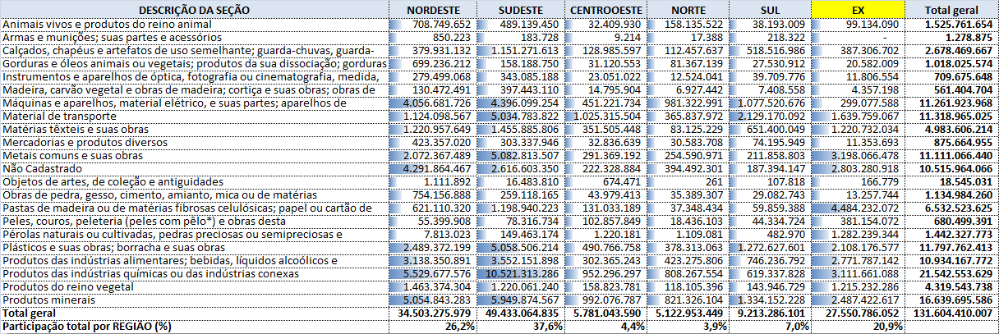 DESCRIÇÃO DA SEÇÃO NORDESTE SUDESTE CENTROOESTE NORTE SUL EX Total geral
Animais vivos e produtos do reino animal 708.749.652 489.139.450 32.409.930 158.135.522 38.193.009 99.134.090 1.525.761.654
Armas e munições; suas partes e acessórios 850.223 183.728 9.214 17.388 218.322 - 1.278.875
Calçados, chapéus e artefatos de uso semelhante; guarda-chuvas, guarda- 379.931.132 1.151.271.613 128.985.597 112.457.637 518.516.986 387.306.702 2.678.469.667
Gorduras e óleos animais ou vegetais; produtos da sua dissociação; gorduras 699.236.212 158.188.750 31.120.553 81.367.139 27.530.912 20.582.009 1.018.025.574
Instrumentos e aparelhos de óptica, fotografia ou cinematografia, medida, 279.499.068 343.085.188 23.051.022 12.524.041 39.709.776 11.806.554 709.675.648
Madeira, carvão vegetal e obras de madeira; cortiça e suas obras; obras de 130.472.491 397.443.110 14.795.904 6.927.442 7.408.558 4.357.198 561.404.704
Máquinas e aparelhos, material elétrico, e suas partes; aparelhos de 4.056.681.726 4.396.099.254 451.221.734 981.322.991 1.077.520.676 299.077.588 11.261.923.968
Material de transporte 1.124.098.567 5.034.783.822 1.025.315.504 365.837.972 2.129.170.092 1.639.759.067 11.318.965.025
Matérias têxteis e suas obras 1.220.957.649 1.455.885.806 351.505.448 83.125.229 651.400.049 1.220.732.034 4.983.606.214
Mercadorias e produtos diversos 423.357.020 303.337.946 32.836.639 30.583.708 74.195.949 11.353.693 875.664.955
Metais comuns e suas obras 2.072.367.489 5.082.813.507 291.369.192 254.590.971 211.858.803 3.198.066.478 11.111.066.440
Não Cadastrado 4.291.864.467 2.616.603.350 222.328.884 394.492.301 187.394.147 2.803.280.918 10.515.964.066
Objetos de artes, de coleção e antiguidades 1.111.892 16.483.810 674.471 261 107.818 166.779 18.545.031
Obras de pedra, gesso, cimento, amianto, mica ou de matérias 754.156.888 259.118.165 43.979.413 35.389.307 29.082.743 13.257.744 1.134.984.260
Pastas de madeira ou de matérias fibrosas celulósicas; papel ou cartão de 621.110.320 1.198.940.223 131.033.189 37.348.434 59.859.388 4.484.232.072 6.532.523.625
Peles, couros, peleteria (peles com pêlo*) e obras desta 55.399.908 78.316.734 102.857.849 18.436.103 44.334.724 381.154.072 680.499.391
Pérolas naturais ou cultivadas, pedras preciosas ou semipreciosas e 7.813.023 149.463.174 1.220.181 1.109.081 482.970 1.282.239.344 1.442.327.773
Plásticos e suas obras; borracha e suas obras 2.489.372.199 5.058.506.214 490.766.758 378.313.063 1.272.627.601 2.108.176.577 11.797.762.413
Produtos das indústrias alimentares; bebidas, líquidos alcoólicos e 3.138.350.891 3.552.151.898 302.365.243 423.275.806 746.236.792 2.771.787.142 10.934.167.772
Produtos das indústrias químicas ou das indústrias conexas 5.529.677.576 10.521.313.286 952.296.297 808.267.554 619.337.828 3.111.661.088 21.542.553.629
Produtos do reino vegetal 1.463.374.304 1.220.061.240 158.823.781 118.105.396 143.946.729 1.215.232.286 4.319.543.738
Produtos minerais 5.054.843.283 5.949.874.567 992.076.787 821.326.104 1.334.152.228 2.487.422.617 16.639.695.586
Total geral 34.503.275.979 49.433.064.835 5.781.043.590 5.122.953.449 9.213.286.101 27.550.786.052 131.604.410.007
Participação total por REGIÃO (%) 26,2% 37,6% 4,4% 3,9% 7,0% 20,9%